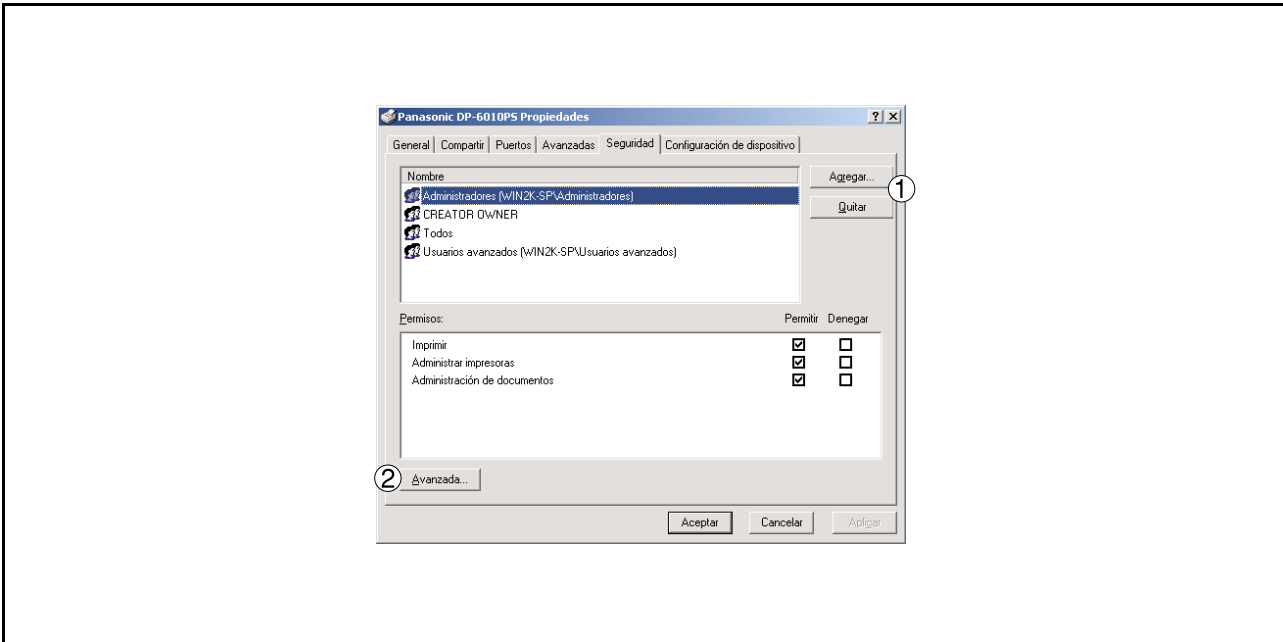 Panasonic DP-6010PS Propiedades
General Compartir Puertos Avanzadas Seguridad Configuración de dispositivo
Nombre
Agregar...
1
Administradores (WIN2K-SP\Administradores)
Quitar
CREATOR OWNER
Todos
Usuarios avanzados (WIN2K-SP\Usuarios avanzados)
Permisos: Permitir Denegar
Imprimir
Administrar impresoras
Administración de documentos
2 Avanzada...
Aceptar Cancelar Aplicar